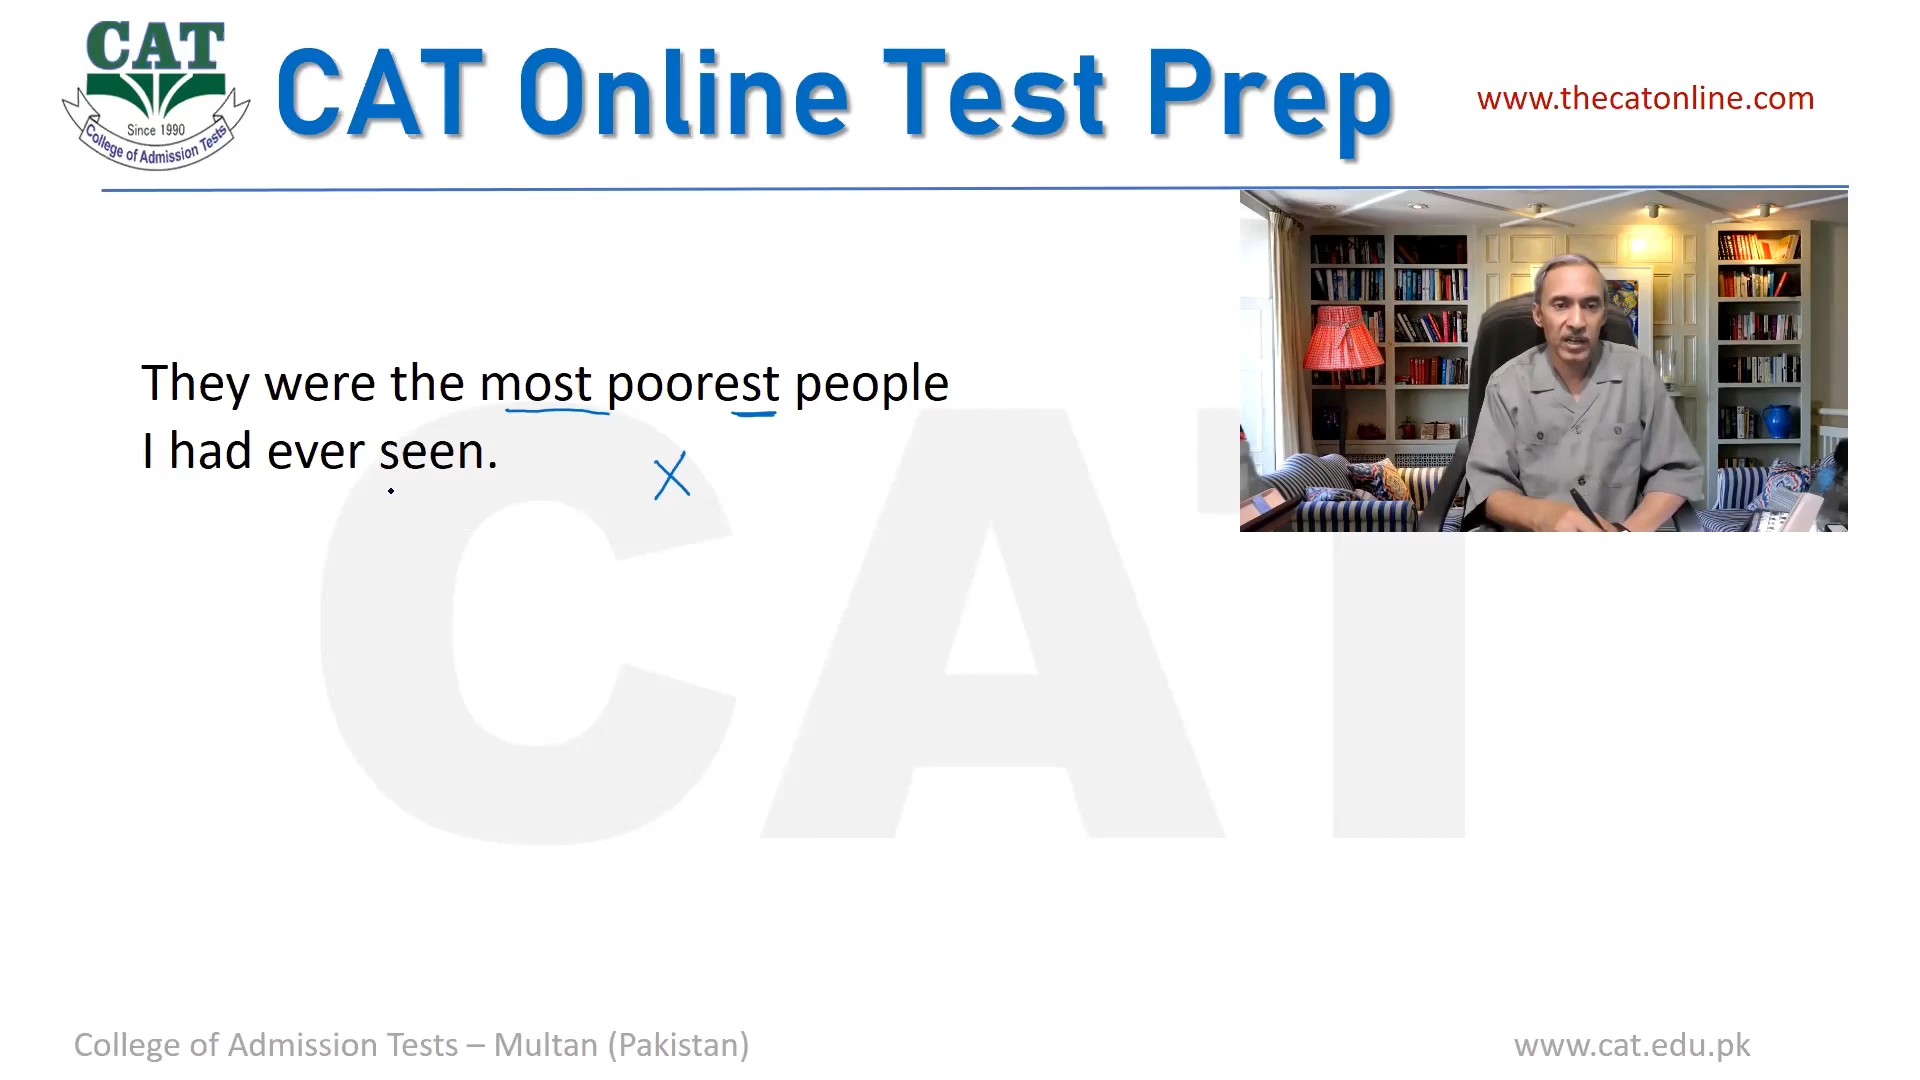 CAT
Since 1990
College of Admission Tests
CAT Online Test Prep
www.thecatonline.com
They were the most poorest people
I had ever seen.
X
CAT
College of Admission Tests – Multan (Pakistan)
www.cat.edu.pk